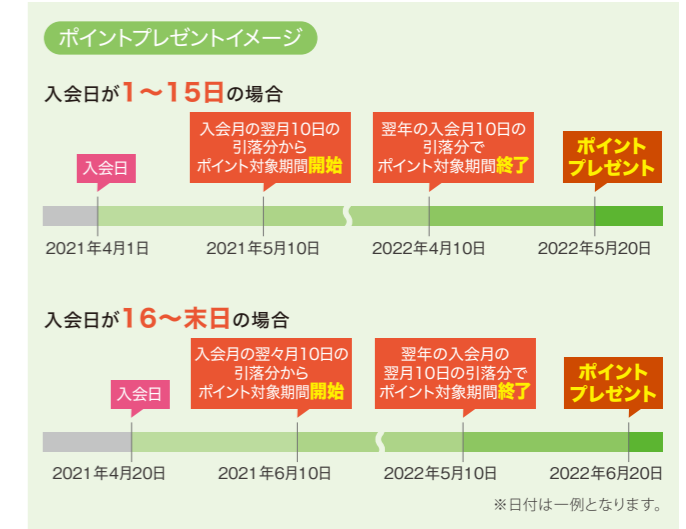 ポイントプレゼントイメージ
入会日が1〜15日の場合
入会日
入会月の翌月10日の
引落分から
ポイント対象期間開始
翌年の入会月10日の
引落分で
ポイント対象期間終了
ポイント
プレゼント
2021年4月1日
2021年5月10日
2022年4月10日
2022年5月20日
入会日が16〜末日の場合
入会日
入会月の翌々月10日の
引落分から
ポイント対象期間開始
翌年の入会月の
翌月10日の引落分で
ポイント対象期間終了
ポイント
プレゼント
2021年4月20日
2021年6月10日
2022年5月10日
2022年6月20日
※日付は一例となります。